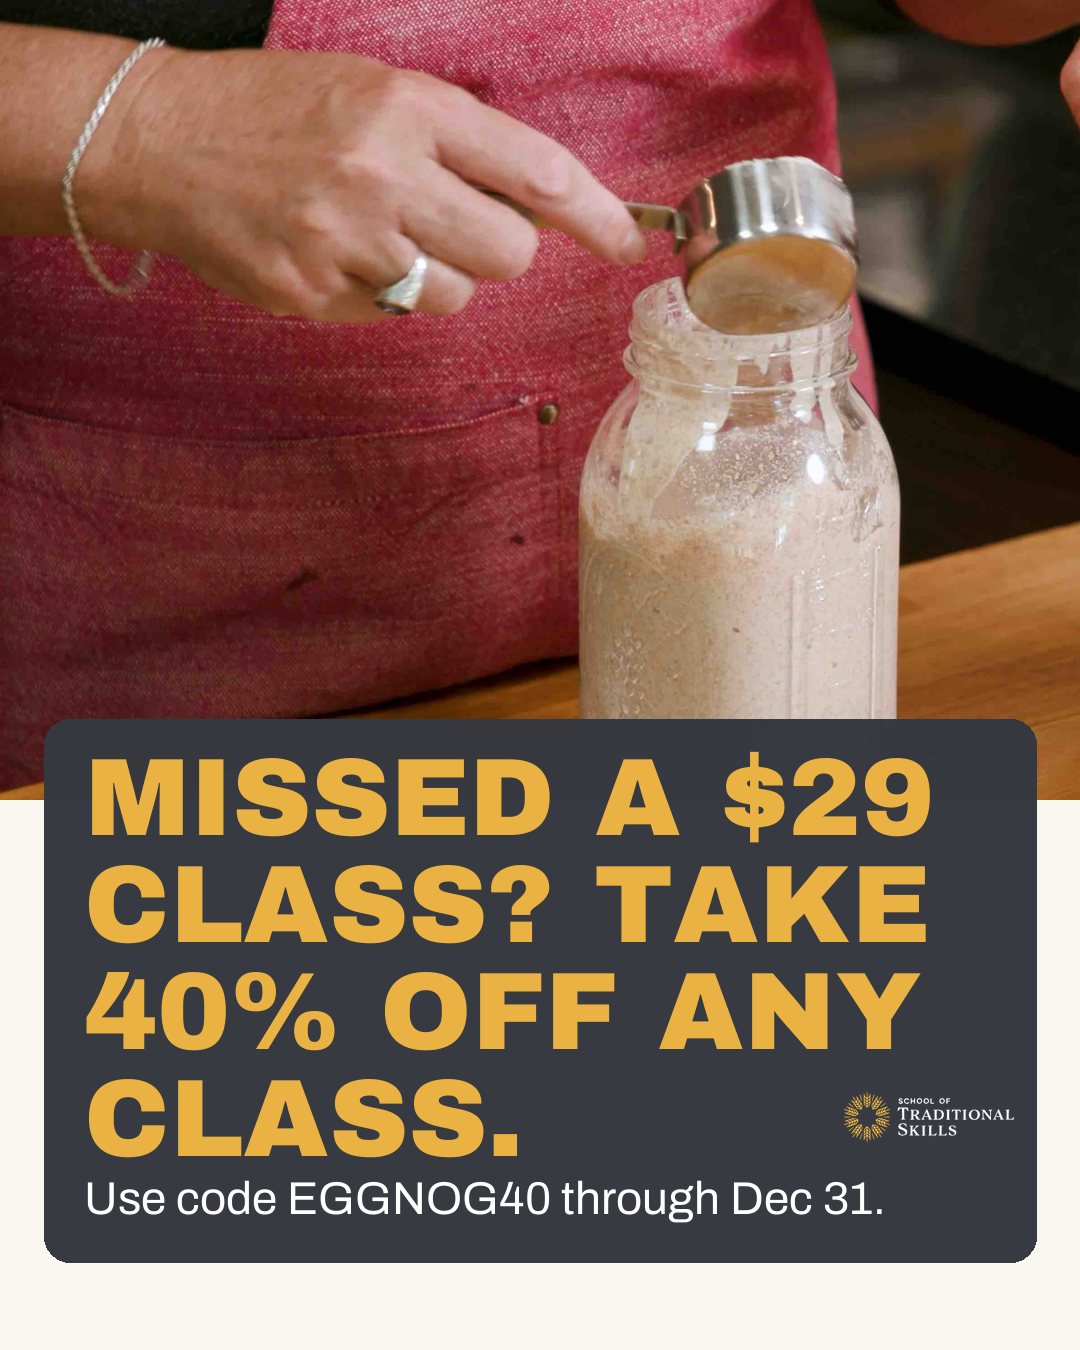 MISSED A $29
CLASS? TAKE
40% OFF ANY
CLASS.
SCHOOL OF
TRADITIONAL
SKILLS
Use code EGGNOG40 through Dec 31.